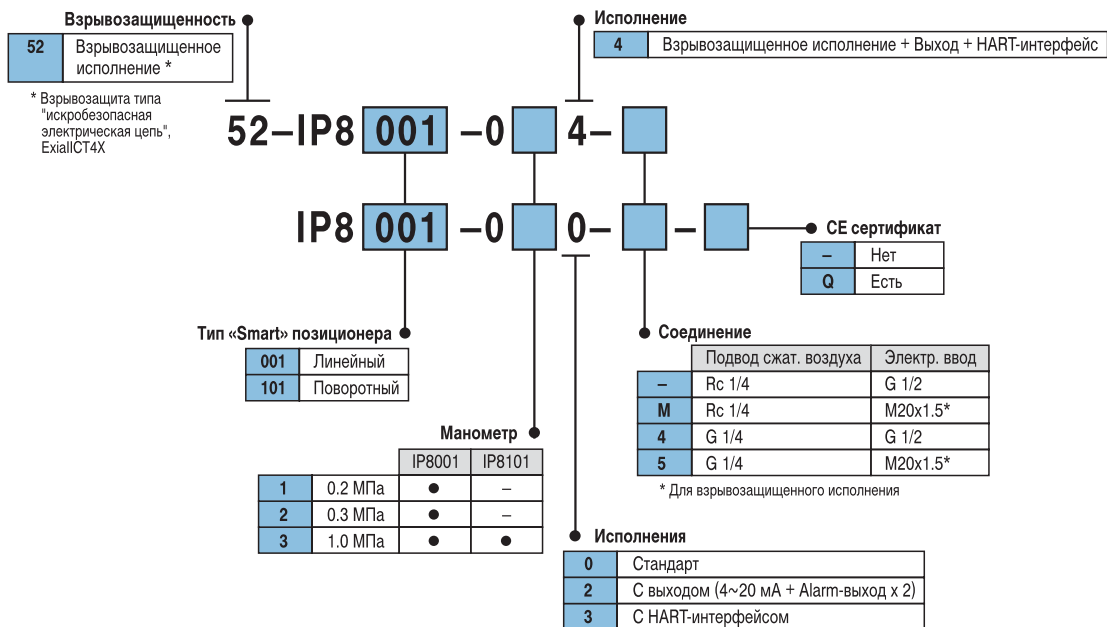 Взрывозащищенность
52 Взрывозащищенное
исполнение *
* Взрывозащита типа
"искробезопасная
электрическая цепь",
ExiaIICT4X
Исполнение
4 Взрывозащищенное исполнение + Выход + HART-интерфейс
52–IP8 001 –0 4–
IP8 001 –0 0– –
CE сертификат
– Нет
Q Есть
Тип «Smart» позиционера
001 Линейный
101 Поворотный
Соединение
Подвод сжат. воздуха Электр. ввод
– Rc 1/4 G 1/2
M Rc 1/4 M20x1.5*
4 G 1/4 G 1/2
5 G 1/4 M20x1.5*
* Для взрывозащищенного исполнения
Манометр
IP8001 IP8101
1 0.2 МПа ● –
2 0.3 МПа ● –
3 1.0 МПа ● ●
Исполнения
0 Стандарт
2 С выходом (4~20 мА + Alarm-выход x 2)
3 С HART-интерфейсом